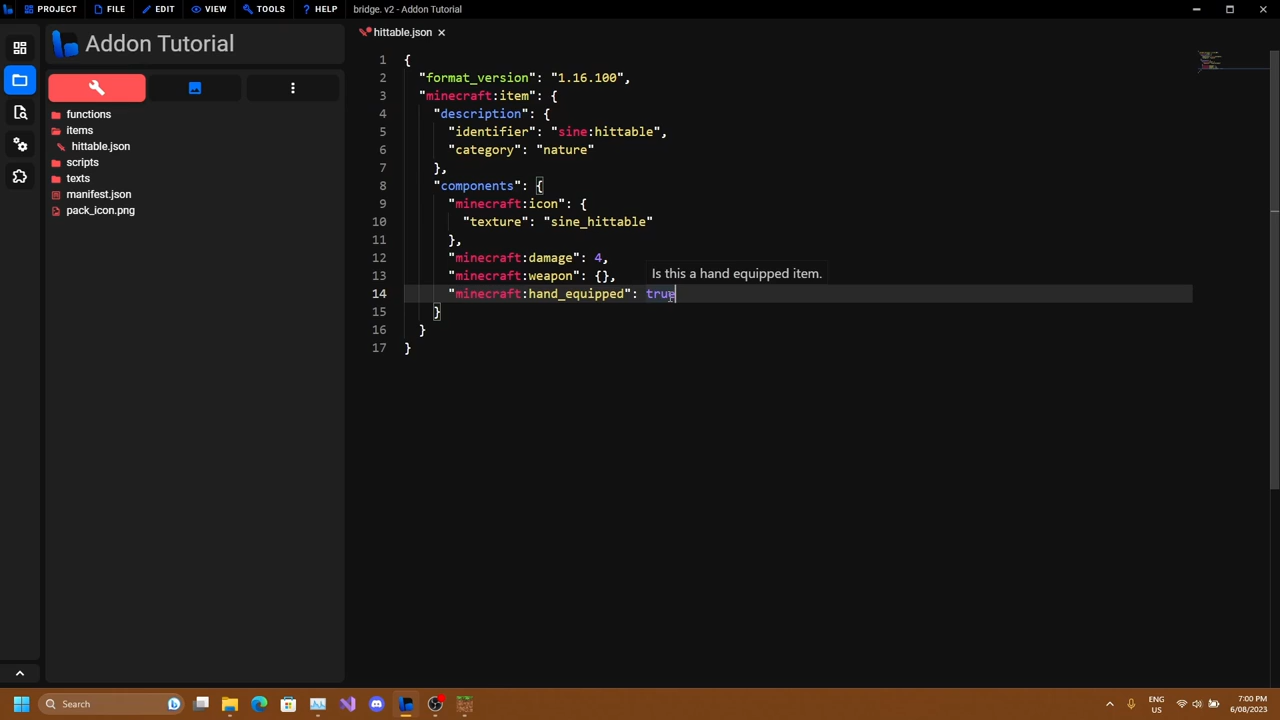 PROJECT FILE EDIT VIEW TOOLS HELP bridge. v2 - Addon Tutorial
Addon Tutorial
functions
items
hittable.json
scripts
texts
manifest.json
pack_icon.png
hittable.json
1 {
2 "format_version": "1.16.100",
3 "minecraft:item": {
4 "description": {
5 "identifier": "sine:hittable",
6 "category": "nature"
7 },
8 "components": {
9 "minecraft:icon": {
10 "texture": "sine_hittable"
11 },
12 "minecraft:damage": 4,
13 "minecraft:weapon": {},
Is this a hand equipped item.
14 "minecraft:hand_equipped": true
15 }
16 }
17 }
Search
ENG
US
7:00 PM
6/08/2023